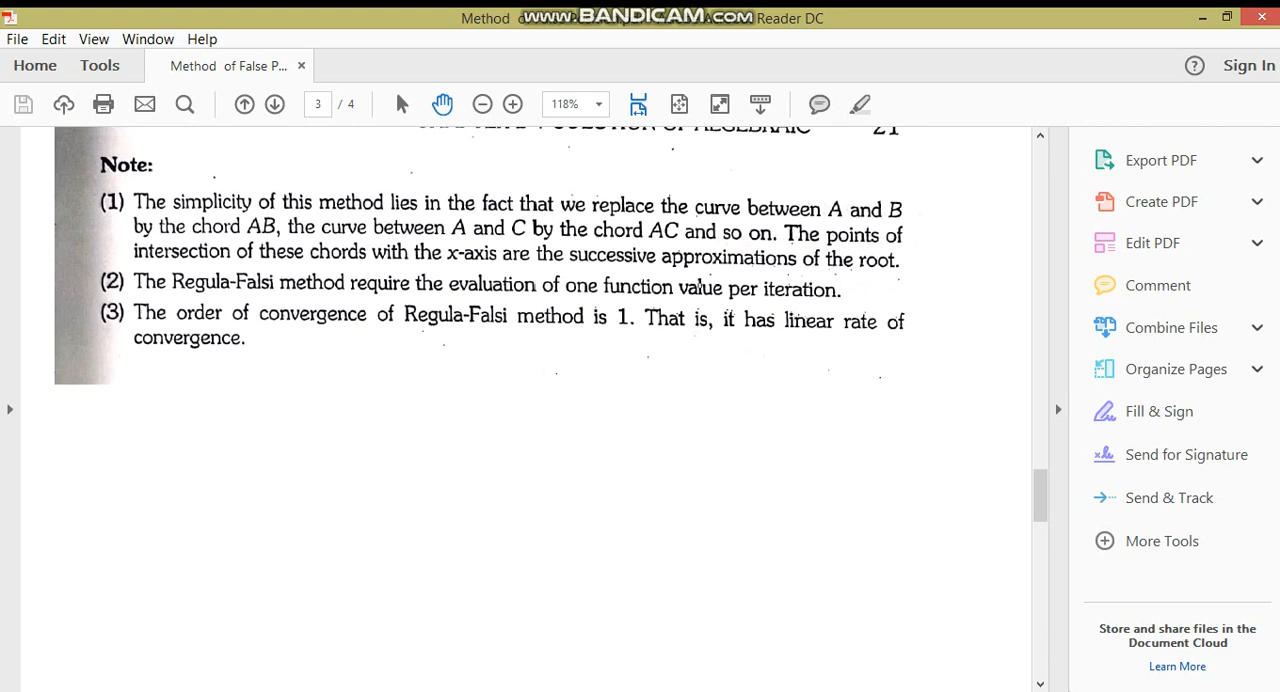 Method o www.BANDICAM.com Reader DC
File Edit View Window Help
Home Tools Method of False P... × ? Sign In
3 / 4 118%
21
Note:
(1) The simplicity of this method lies in the fact that we replace the curve between A and B
by the chord AB, the curve between A and C by the chord AC and so on. The points of
intersection of these chords with the x-axis are the successive approximations of the root.
(2) The Regula-Falsi method require the evaluation of one function value per iteration.
(3) The order of convergence of Regula-Falsi method is 1. That is, it has linear rate of
convergence.
Export PDF
Create PDF
Edit PDF
Comment
Combine Files
Organize Pages
Fill & Sign
Send for Signature
Send & Track
More Tools
Store and share files in the
Document Cloud
Learn More